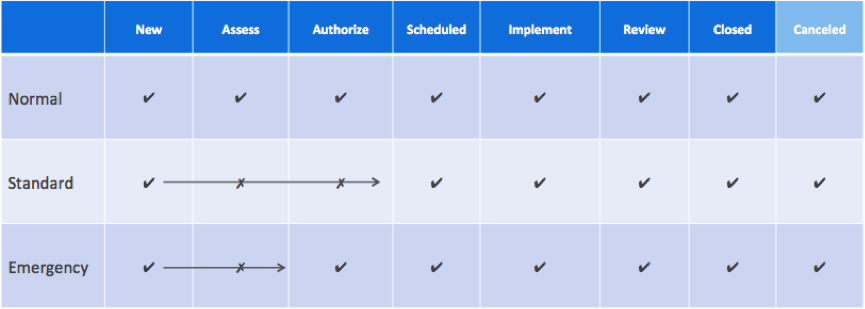 New Assess Authorize Scheduled Implement Review Closed Canceled
Normal ✔ ✔ ✔ ✔ ✔ ✔ ✔ ✔
Standard ✔ ✗ ✗ ✔ ✔ ✔ ✔ ✔
Emergency ✔ ✗ ✔ ✔ ✔ ✔ ✔ ✔